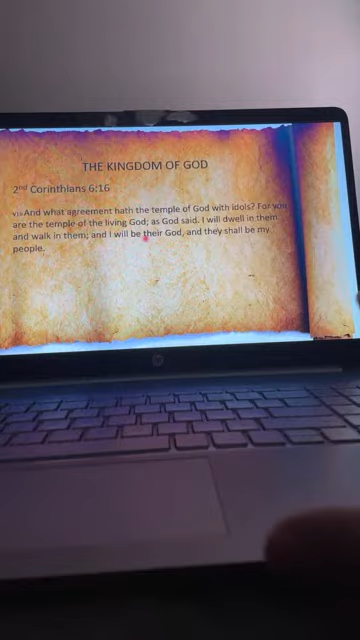 THE KINGDOM OF GOD
2nd Corinthians 6:16
V16And what agreement hath the temple of God with idols? For you
are the temple of the living God; as God said. I will dwell in them
and walk in them; and I will be their God, and they shall be my
people.
hp